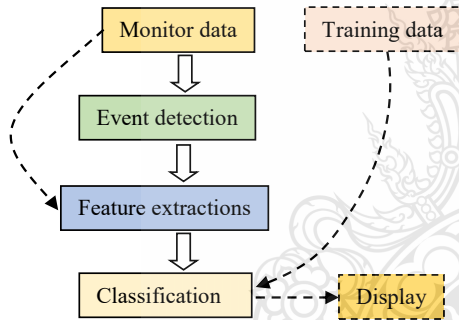 Monitor data
Training data
Event detection
Feature extractions
Classification
Display